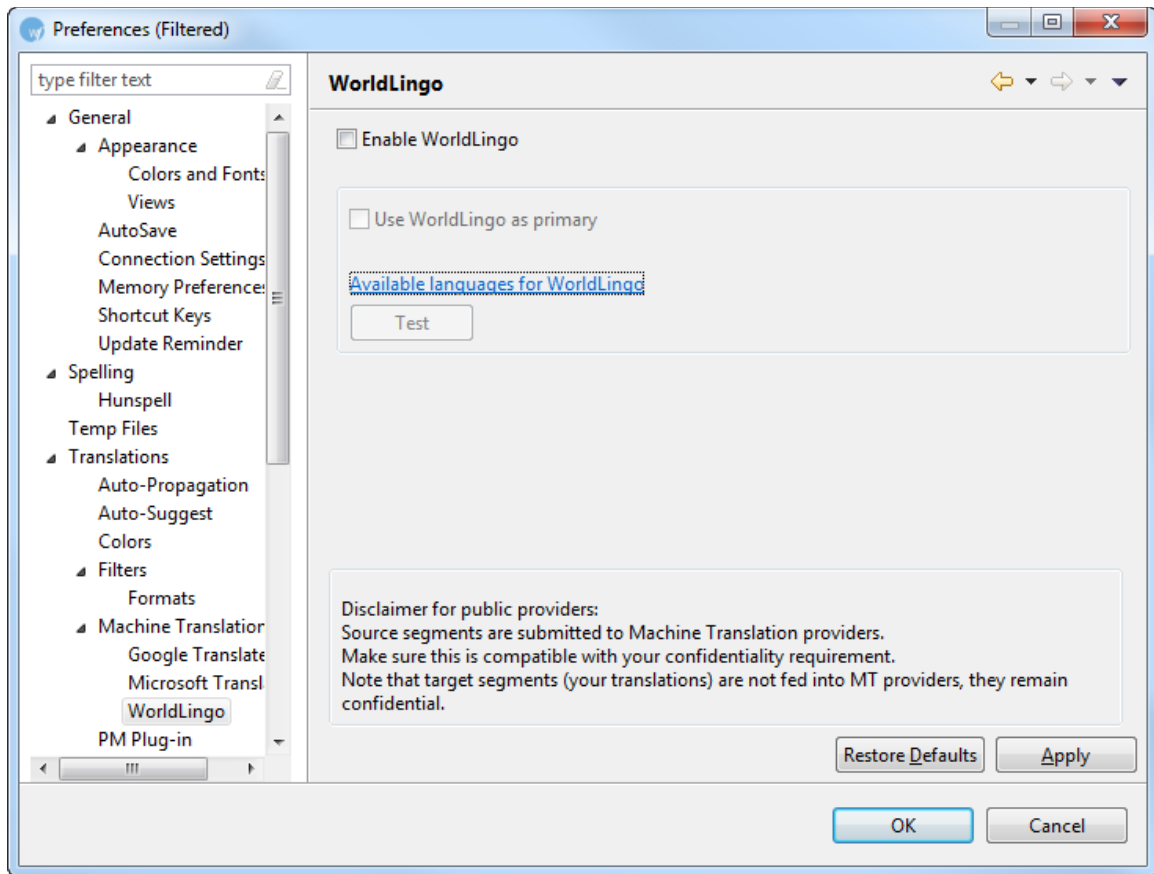 Preferences (Filtered)
type filter text
General
Appearance
Colors and Fonts
Views
AutoSave
Connection Settings
Memory Preferences
Shortcut Keys
Update Reminder
Spelling
Hunspell
Temp Files
Translations
Auto-Propagation
Auto-Suggest
Colors
Filters
Formats
Machine Translation
Google Translate
Microsoft Transl
WorldLingo
PM Plug-in
WorldLingo
Enable WorldLingo
Use WorldLingo as primary
Available languages for WorldLingo
Test
Disclaimer for public providers:
Source segments are submitted to Machine Translation providers.
Make sure this is compatible with your confidentiality requirement.
Note that target segments (your translations) are not fed into MT providers, they remain
confidential.
Restore Defaults
Apply
OK
Cancel